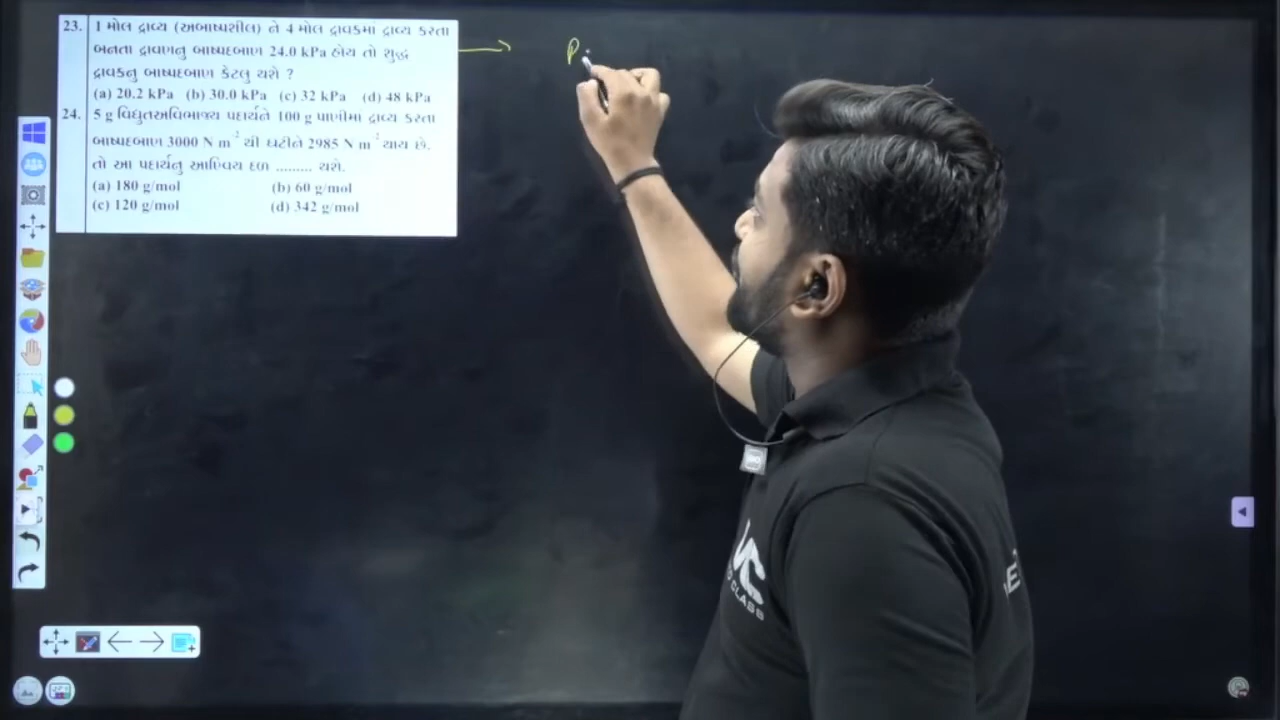 23. 1 મોલ દ્રાવ્ય (અબાષ્પશીલ) ને 4 મોલ દ્રાવકમાં દ્રાવ્ય કરતા
બનતા દ્રાવણનુ બાષ્પદબાણ 24.0 kPa હોય તો શુદ્ધ
દ્રાવકનુ બાષ્પદબાણ કેટલુ થશે ?
(a) 20.2 kPa (b) 30.0 kPa (c) 32 kPa (d) 48 kPa
24. 5 g વિદ્યુતઅવિભાજ્ય પદાર્થને 100 g પાણીમાં દ્રાવ્ય કરતા
બાષ્પદબાણ 3000 N m⁻² થી ઘટીને 2985 N m⁻² થાય છે.
તો આ પદાર્થનુ આણ્વિય દળ ......... થશે.
(a) 180 g/mol (b) 60 g/mol
(c) 120 g/mol (d) 342 g/mol
P